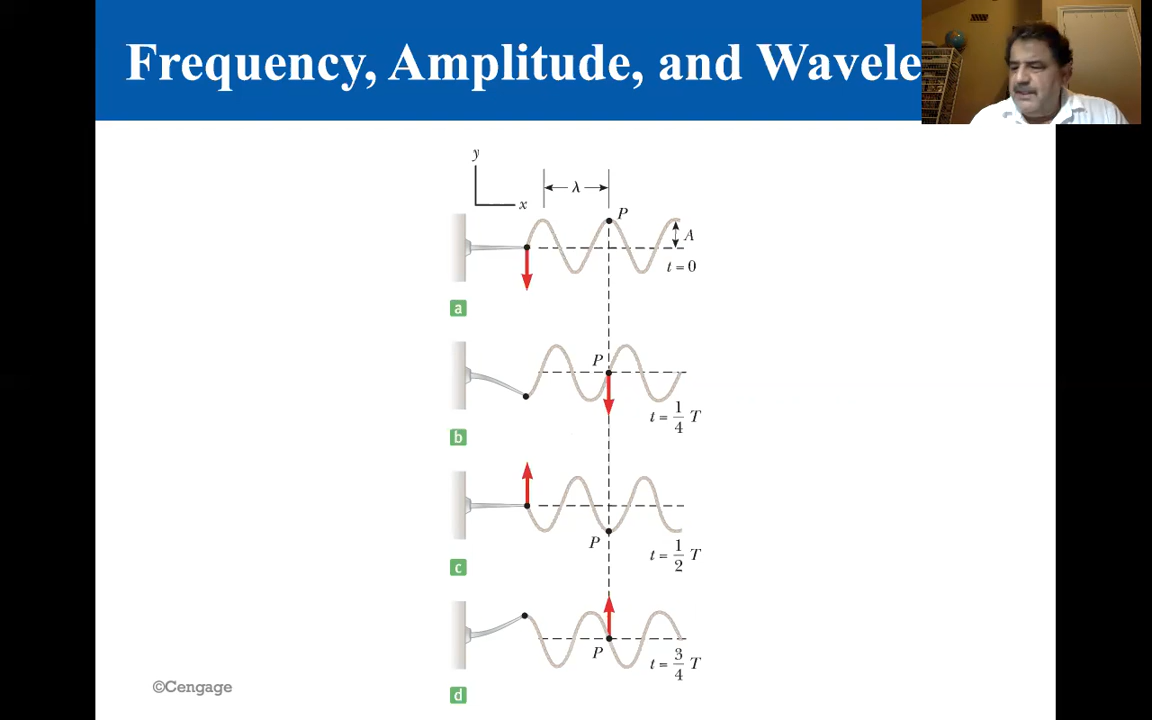 Frequency, Amplitude, and Wavele
y
λ
x
P
A
t = 0
a
P
t = 1/4 T
b
P
t = 1/2 T
c
P
t = 3/4 T
d
©Cengage